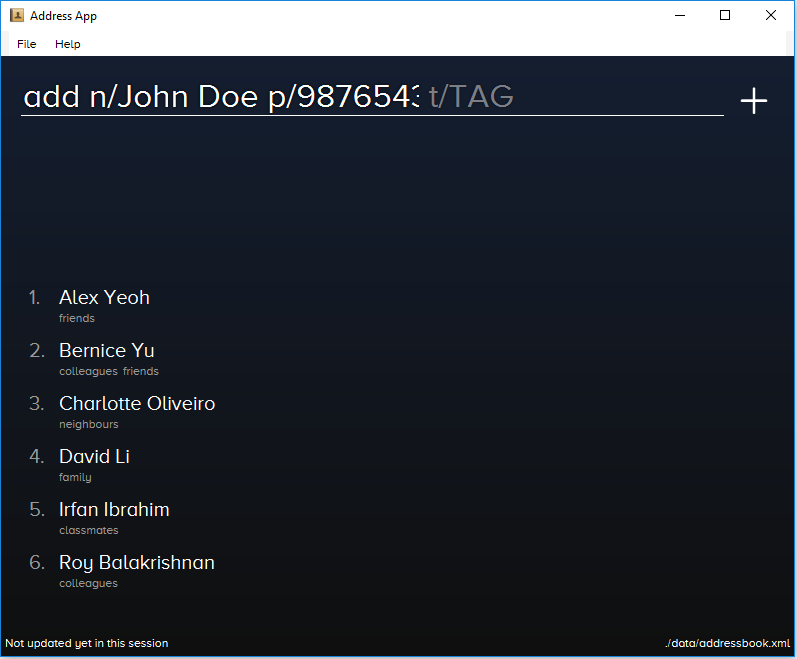 Address App
File Help
add n/John Doe p/9876543 t/TAG
1. Alex Yeoh
friends
2. Bernice Yu
colleagues friends
3. Charlotte Oliveiro
neighbours
4. David Li
family
5. Irfan Ibrahim
classmates
6. Roy Balakrishnan
colleagues
Not updated yet in this session ./data/addressbook.xml